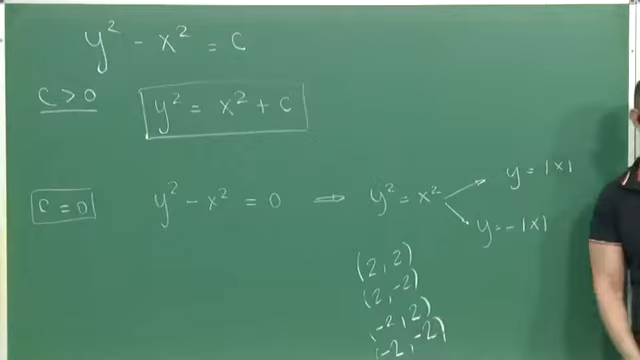 y² - x² = c
c > 0
y² = x² + c
c = 0
y² - x² = 0 ⇒ y² = x²
y = |x|
y = -|x|
(2, 2)
(2, -2)
(-2, 2)
(-2, -2)